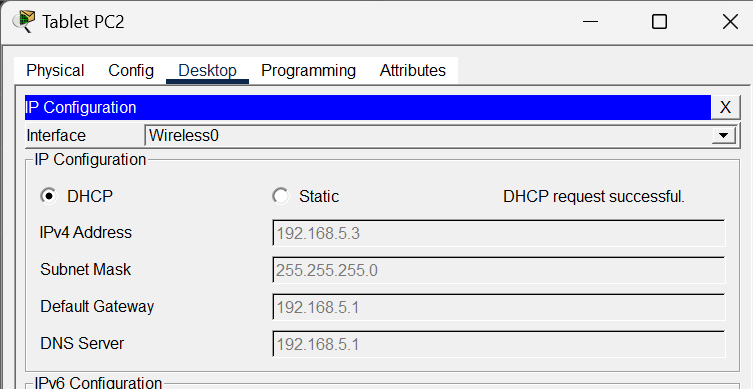 Tablet PC2
Physical Config Desktop Programming Attributes
IP Configuration X
Interface Wireless0
IP Configuration
DHCP Static DHCP request successful.
IPv4 Address 192.168.5.3
Subnet Mask 255.255.255.0
Default Gateway 192.168.5.1
DNS Server 192.168.5.1
IPv6 Configuration